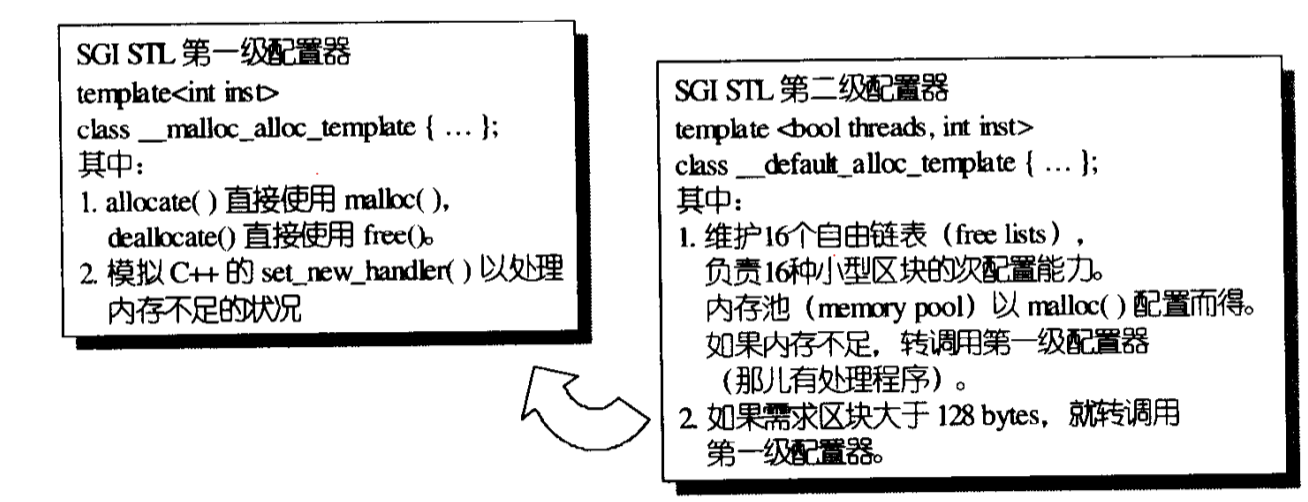 SGI STL 第一级配置器
template<int inst>
class __malloc_alloc_template { … };
其中：
1. allocate( ) 直接使用 malloc( ),
deallocate() 直接使用 free()。
2. 模拟 C++ 的 set_new_handler( ) 以处理
内存不足的状况
SGI STL 第二级配置器
template <bool threads, int inst>
class __default_alloc_template { … };
其中：
1. 维护16个自由链表（free lists），
负责16种小型区块的次配置能力。
内存池（memory pool）以 malloc( ) 配置而得。
如果内存不足，转调用第一级配置器
（那儿有处理程序）。
2. 如果需求区块大于 128 bytes，就转调用
第一级配置器。